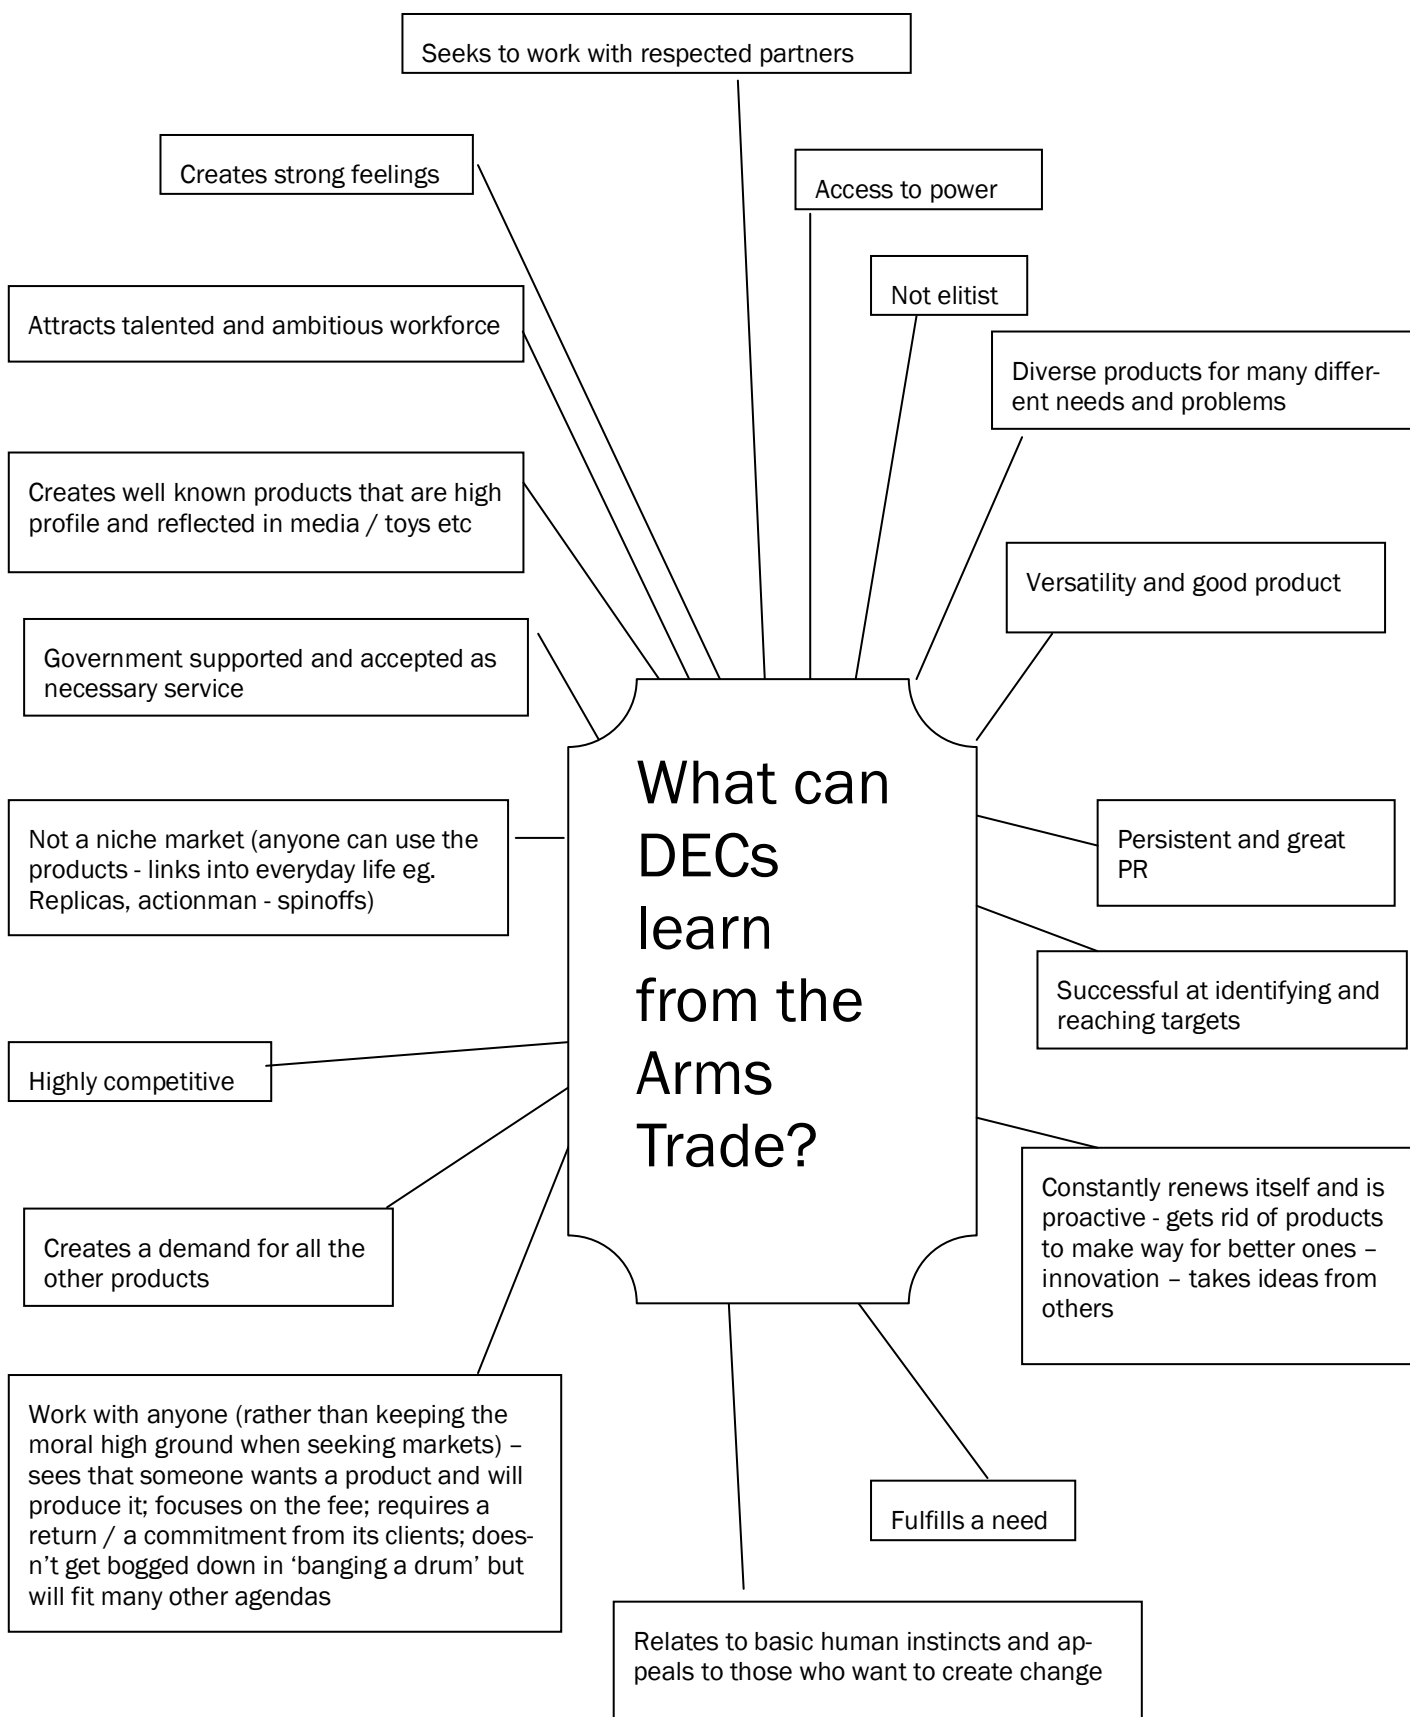 Seeks to work with respected partners
Creates strong feelings
Access to power
Not elitist
Attracts talented and ambitious workforce
Diverse products for many differ-
ent needs and problems
Creates well known products that are high
profile and reflected in media / toys etc
Versatility and good product
Government supported and accepted as
necessary service
What can
DECs
learn
from the
Arms
Trade?
Not a niche market (anyone can use the
products - links into everyday life eg.
Replicas, actionman - spinoffs)
Persistent and great
PR
Successful at identifying and
reaching targets
Highly competitive
Constantly renews itself and is
proactive - gets rid of products
to make way for better ones –
innovation – takes ideas from
others
Creates a demand for all the
other products
Work with anyone (rather than keeping the
moral high ground when seeking markets) –
sees that someone wants a product and will
produce it; focuses on the fee; requires a
return / a commitment from its clients; does-
n’t get bogged down in ‘banging a drum’ but
will fit many other agendas
Fulfills a need
Relates to basic human instincts and ap-
peals to those who want to create change